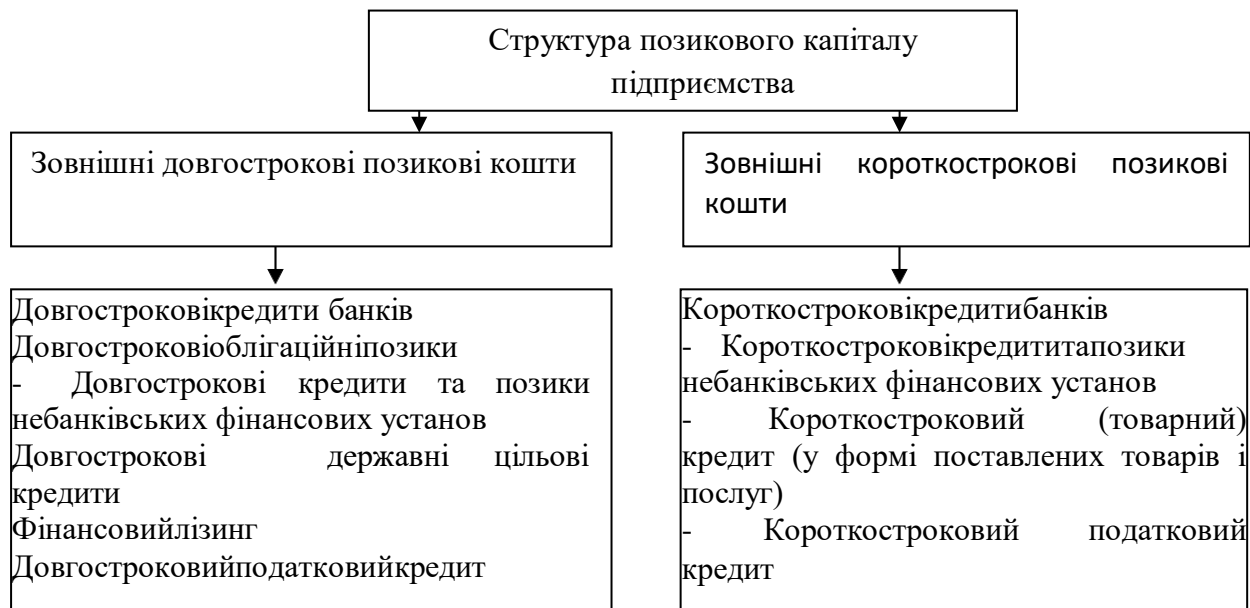 Структура позикового капіталу
підприємства
Зовнішні довгострокові позикові кошти
Зовнішні короткострокові позикові
кошти
Довгостроковікредити банків
Довгостроковіоблігаційніпозики
- Довгострокові кредити та позики
небанківських фінансових установ
Довгострокові державні цільові
кредити
Фінансовийлізинг
Довгостроковийподатковийкредит
Короткостроковікредитибанків
- Короткостроковікредититапозики
небанківських фінансових установ
- Короткостроковий (товарний)
кредит (у формі поставлених товарів і
послуг)
- Короткостроковий податковий
кредит